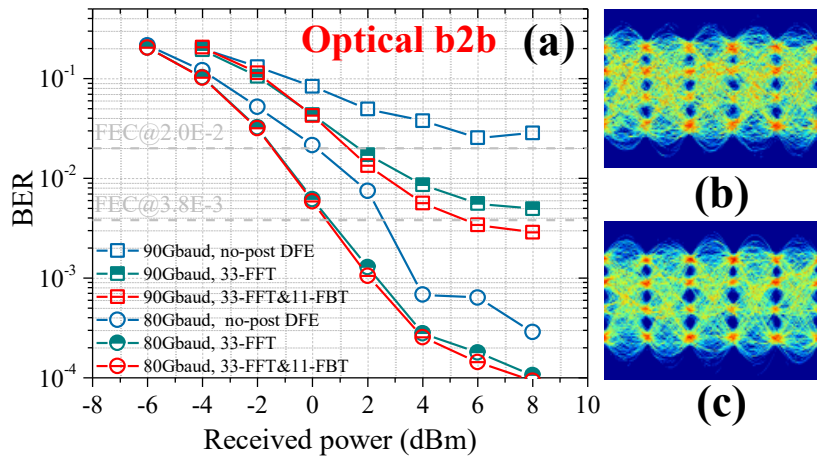 Optical b2b (a)
10⁻¹
10⁻²
10⁻³
10⁻⁴
BER
FEC@2.0E-2
FEC@3.8E-3
90Gbaud, no-post DFE
90Gbaud, 33-FFT
90Gbaud, 33-FFT&11-FBT
80Gbaud, no-post DFE
80Gbaud, 33-FFT
80Gbaud, 33-FFT&11-FBT
-8 -6 -4 -2 0 2 4 6 8 10
Received power (dBm)
(b)
(c)